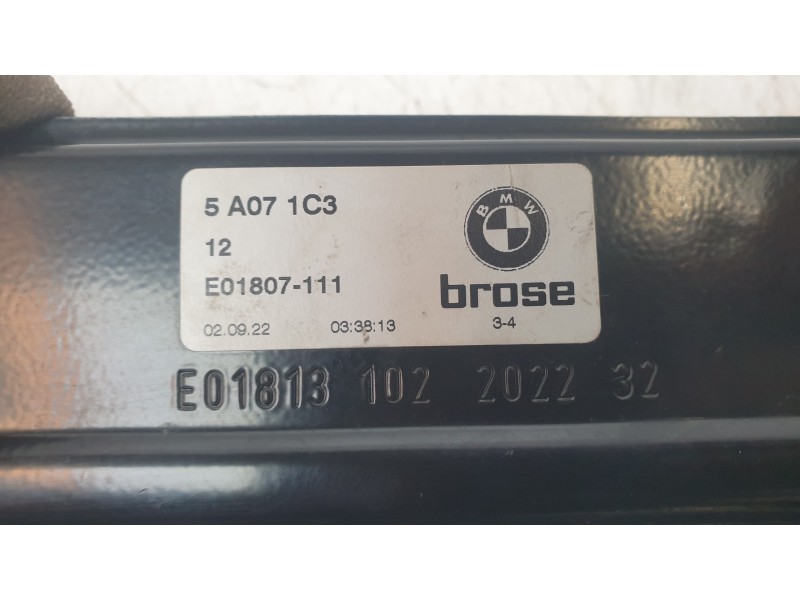 5 A07 1C3
12
E01807-111
02.09.22 03:38:13
BMW
brose
3-4
E01813 102 2022 32